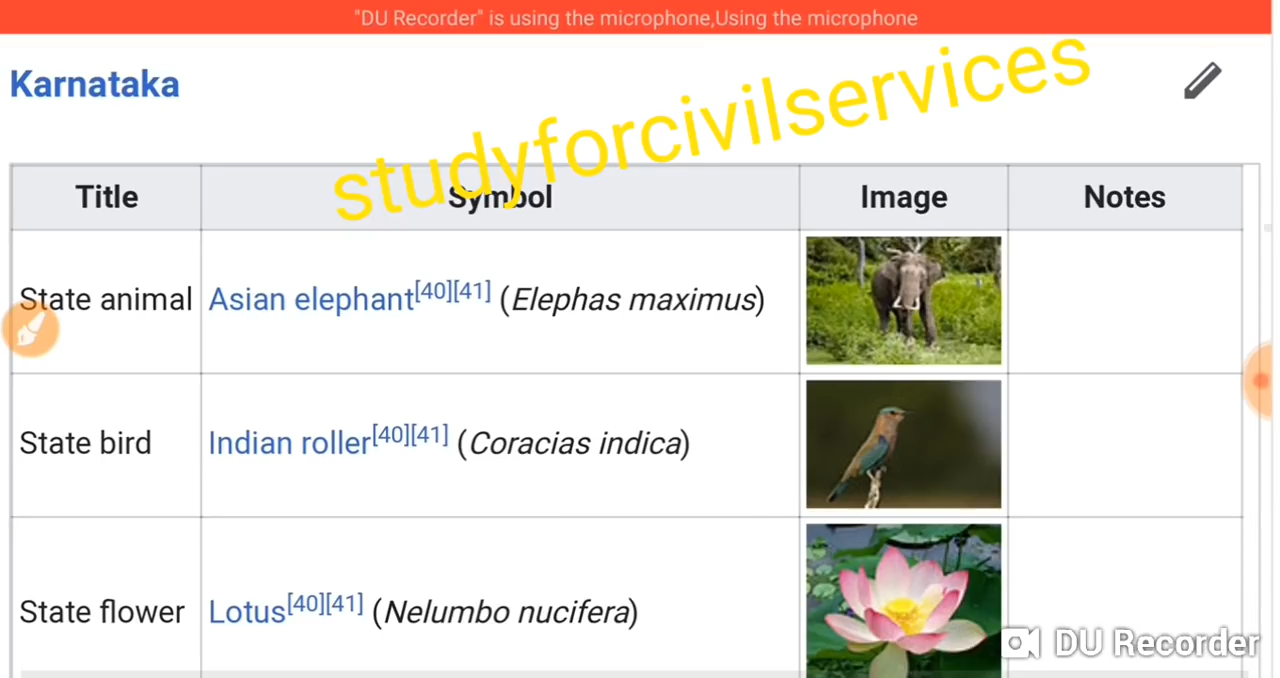 "DU Recorder" is using the microphone,Using the microphone
Karnataka
studyforcivilservices
Title Symbol Image Notes
State animal Asian elephant[40][41] (Elephas maximus)
State bird Indian roller[40][41] (Coracias indica)
State flower Lotus[40][41] (Nelumbo nucifera)
DU Recorder